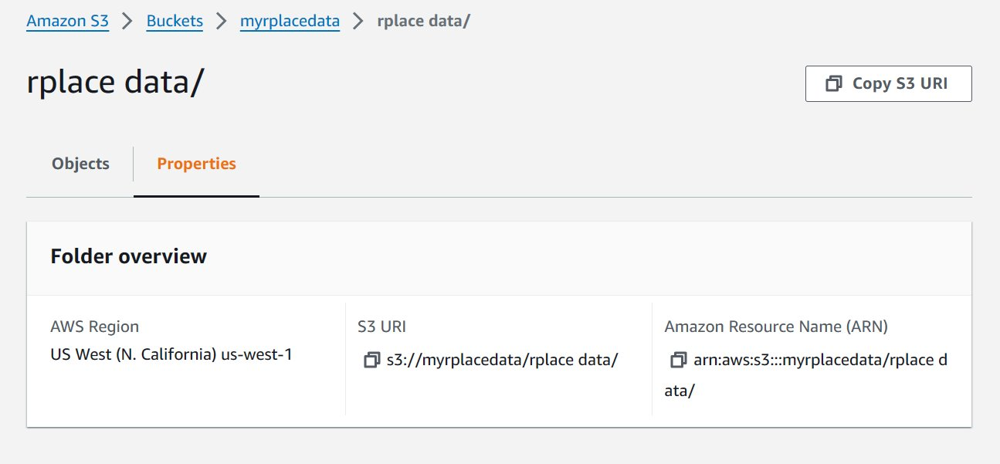 Amazon S3 > Buckets > myrplacedata > rplace data/
rplace data/
Copy S3 URI
Objects
Properties
Folder overview
AWS Region
US West (N. California) us-west-1
S3 URI
s3://myrplacedata/rplace data/
Amazon Resource Name (ARN)
arn:aws:s3:::myrplacedata/rplace d
ata/